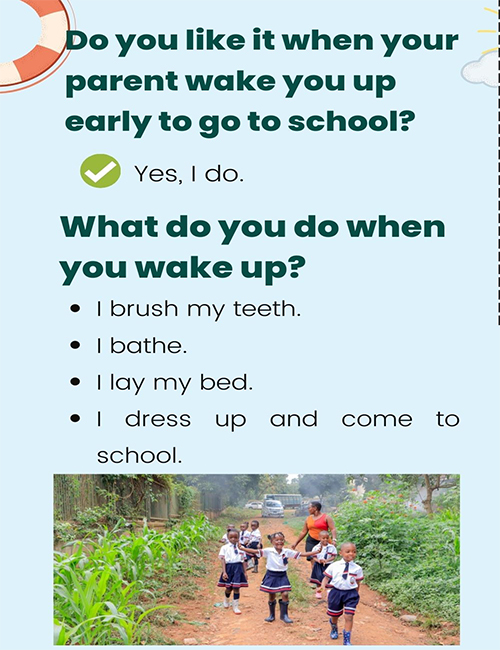 Do you like it when your
parent wake you up
early to go to school?
Yes, I do.
What do you do when
you wake up?
• I brush my teeth.
• I bathe.
• I lay my bed.
• I dress up and come to
school.